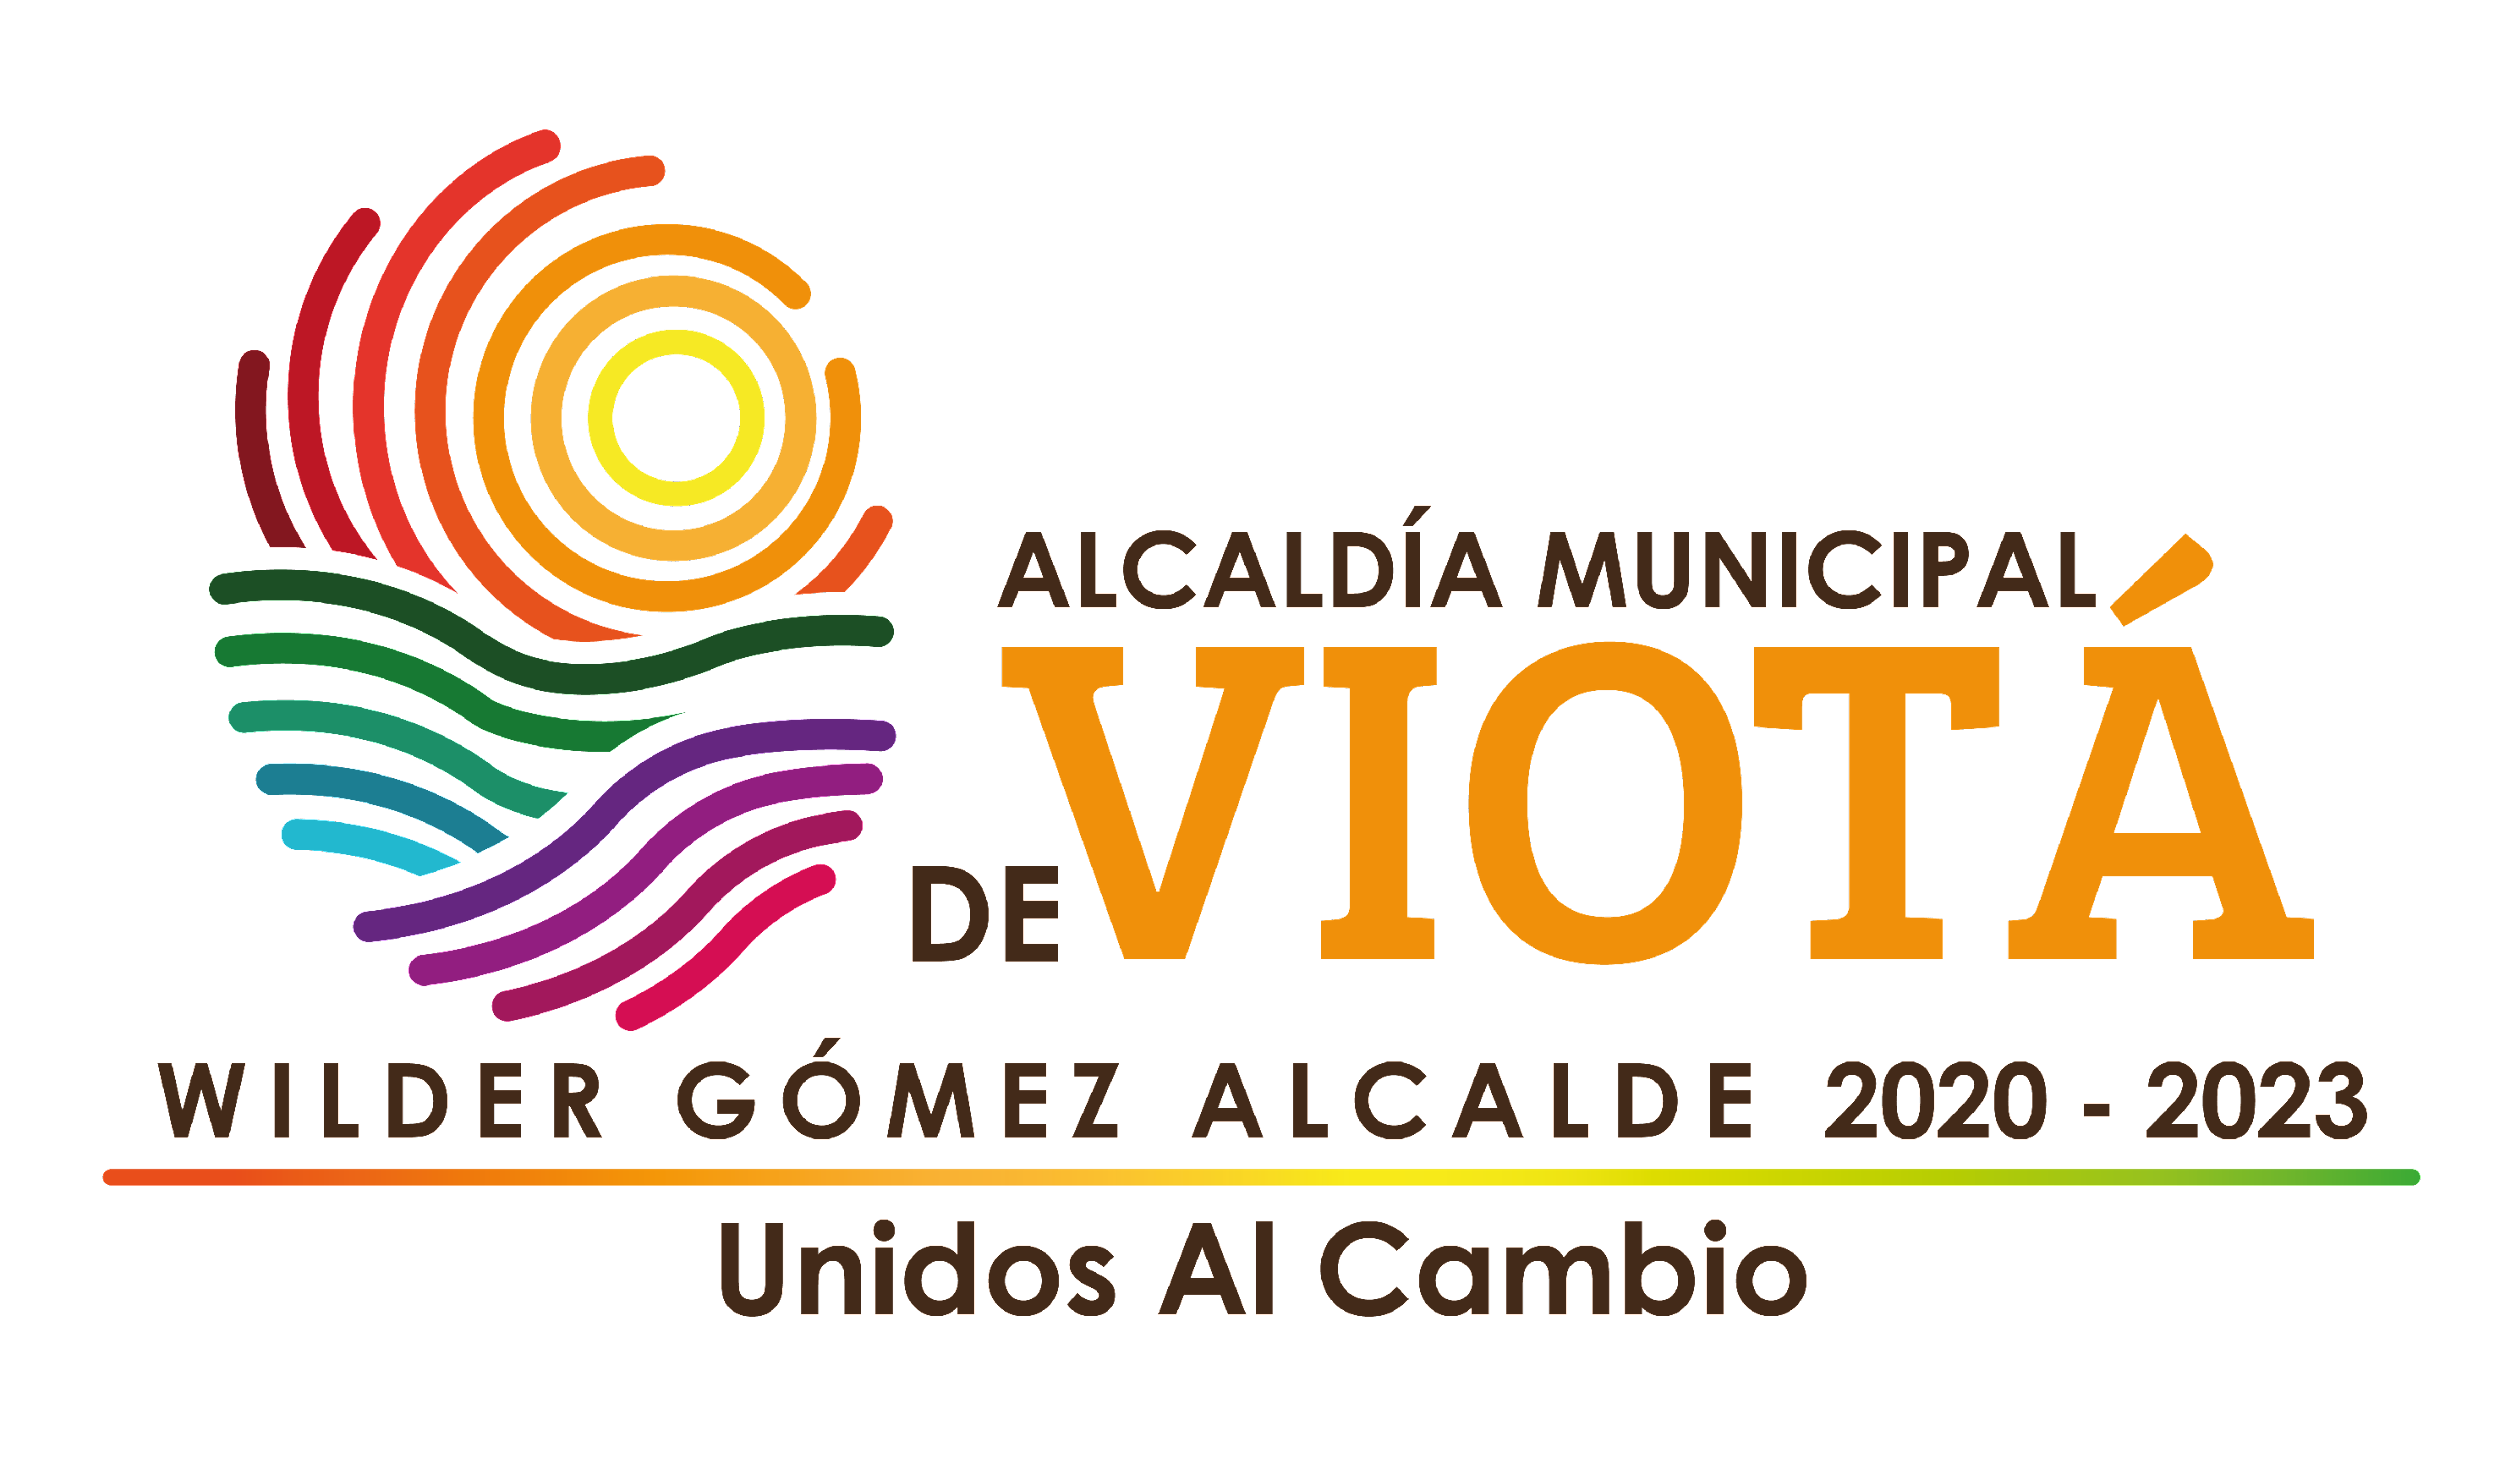 ALCALDÍA MUNICIPAL
DE VIOTÁ
WILDER GÓMEZ ALCALDE 2020 - 2023
Unidos Al Cambio